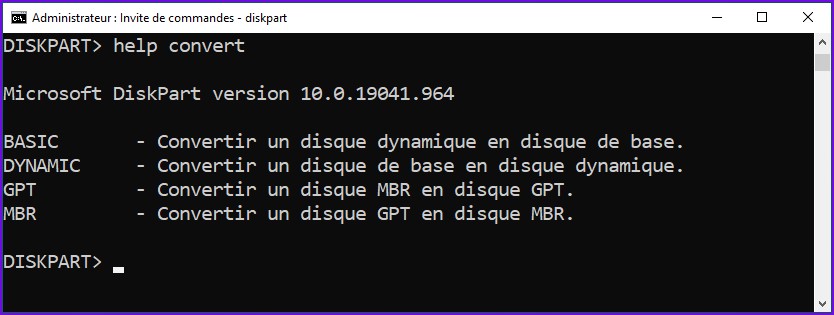 Administrateur : Invite de commandes - diskpart
DISKPART> help convert
Microsoft DiskPart version 10.0.19041.964
BASIC - Convertir un disque dynamique en disque de base.
DYNAMIC - Convertir un disque de base en disque dynamique.
GPT - Convertir un disque MBR en disque GPT.
MBR - Convertir un disque GPT en disque MBR.
DISKPART>